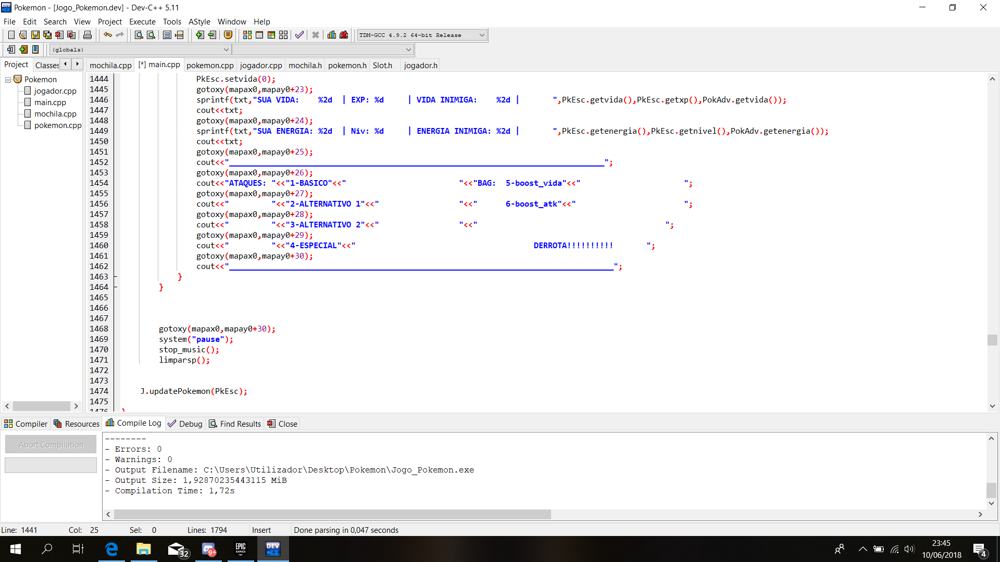 Pokemon - [Jogo_Pokemon.dev] - Dev-C++ 5.11
File Edit Search View Project Execute Tools AStyle Window Help
TDM-GCC 4.9.2 64-bit Release
(globals)
Project Classes mochila.cpp [*] main.cpp pokemon.cpp jogador.cpp mochila.h pokemon.h Slot.h jogador.h
Pokemon
jogador.cpp
main.cpp
mochila.cpp
pokemon.cpp
1444 PkEsc.setvida(0);
1445 gotoxy(mapax0,mapay0+23);
1446 sprintf(txt,"SUA VIDA:    %2d  | EXP: %d     | VIDA INIMIGA:    %2d |       ",PkEsc.getvida(),PkEsc.getxp(),PokAdv.getvida());
1447 cout<<txt;
1448 gotoxy(mapax0,mapay0+24);
1449 sprintf(txt,"SUA ENERGIA: %2d  | Niv: %d     | ENERGIA INIMIGA: %2d |       ",PkEsc.getenergia(),PkEsc.getnivel(),PokAdv.getenergia());
1450 cout<<txt;
1451 gotoxy(mapax0,mapay0+25);
1452 cout<<"________________________________________________________________________________";
1453 gotoxy(mapax0,mapay0+26);
1454 cout<<"ATAQUES: "<<"1-BASICO"<<"                        "<<"BAG:  5-boost_vida"<<"                      ";
1455 gotoxy(mapax0,mapay0+27);
1456 cout<<"         "<<"2-ALTERNATIVO 1"<<"                 "<<"      6-boost_atk"<<"                       ";
1457 gotoxy(mapax0,mapay0+28);
1458 cout<<"         "<<"3-ALTERNATIVO 2"<<"                 "<<"                                        ";
1459 gotoxy(mapax0,mapay0+29);
1460 cout<<"         "<<"4-ESPECIAL"<<"                                      DERROTA!!!!!!!!!!       ";
1461 gotoxy(mapax0,mapay0+30);
1462 cout<<"__________________________________________________________________________________";
1463 }
1464 }
1465
1466
1467
1468 gotoxy(mapax0,mapay0+30);
1469 system("pause");
1470 stop_music();
1471 limparsp();
1472
1473
1474 J.updatePokemon(PkEsc);
1475
1476 }
Compiler Resources Compile Log Debug Find Results Close
Abort Compilation
--------
- Errors: 0
- Warnings: 0
- Output Filename: C:\Users\Utilizador\Desktop\Pokemon\Jogo_Pokemon.exe
- Output Size: 1,92870235443115 MiB
- Compilation Time: 1,72s
Line: 1441 Col: 25 Sel: 0 Lines: 1794 Insert Done parsing in 0,047 seconds
32 9+ EPIC GAMES DEV C++
23:45
10/06/2018
4